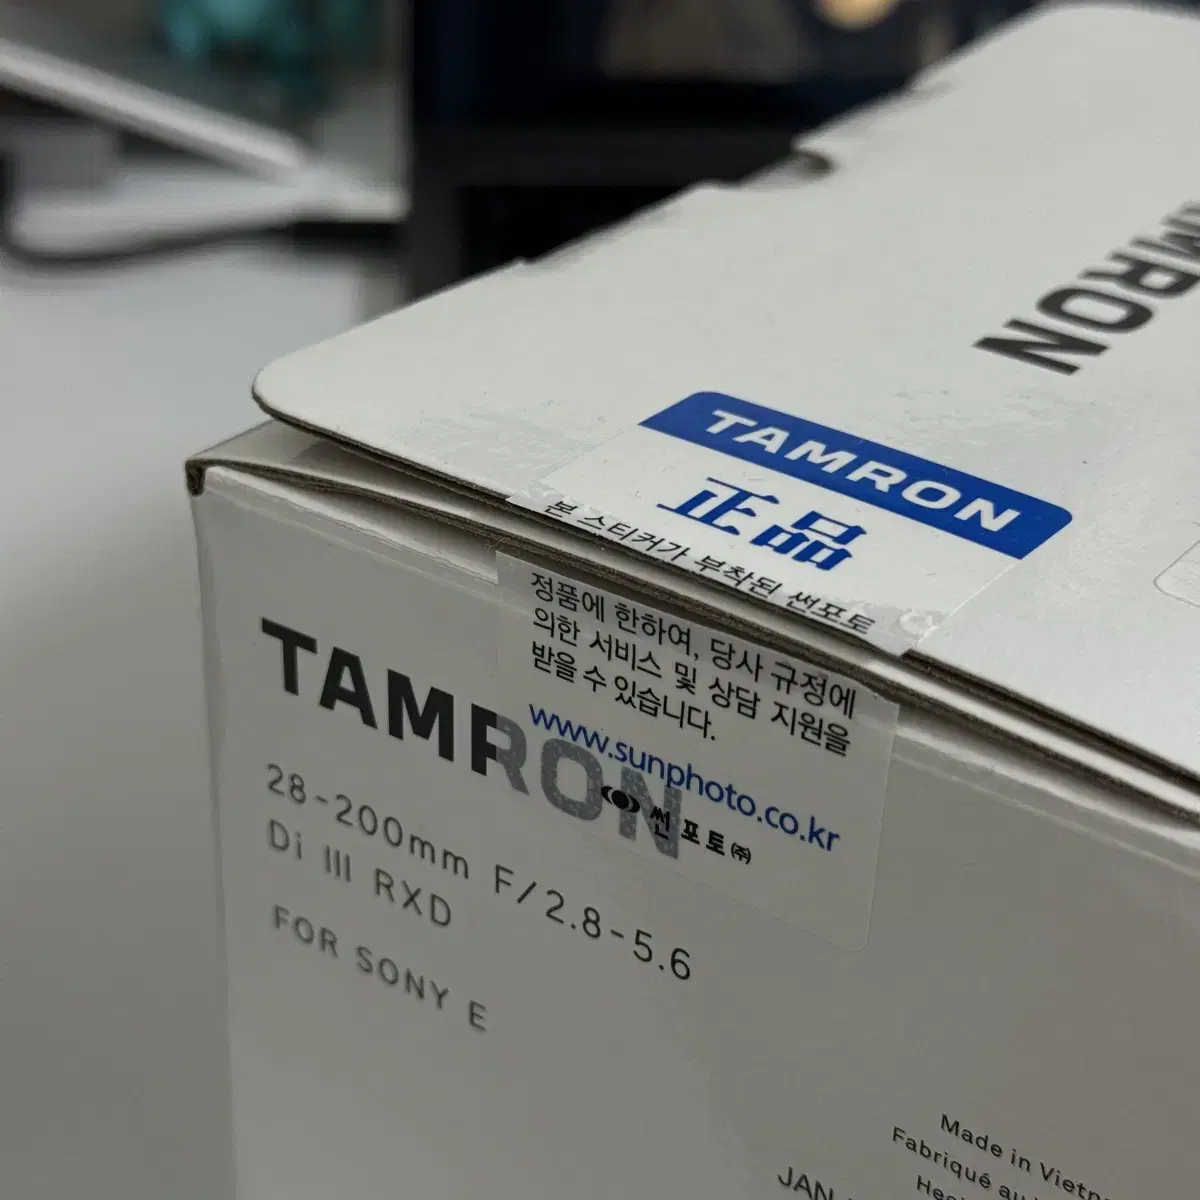 TAMRON
正品
본 스티커가 부착된 썬포토
정품에 한하여, 당사 규정에
의한 서비스 및 상담 지원을
받을 수 있습니다.
www.sunphoto.co.kr
썬포토㈜
TAMRON
28-200mm F/2.8-5.6
Di III RXD
FOR SONY E
Made in
Fabriqué au
JAN